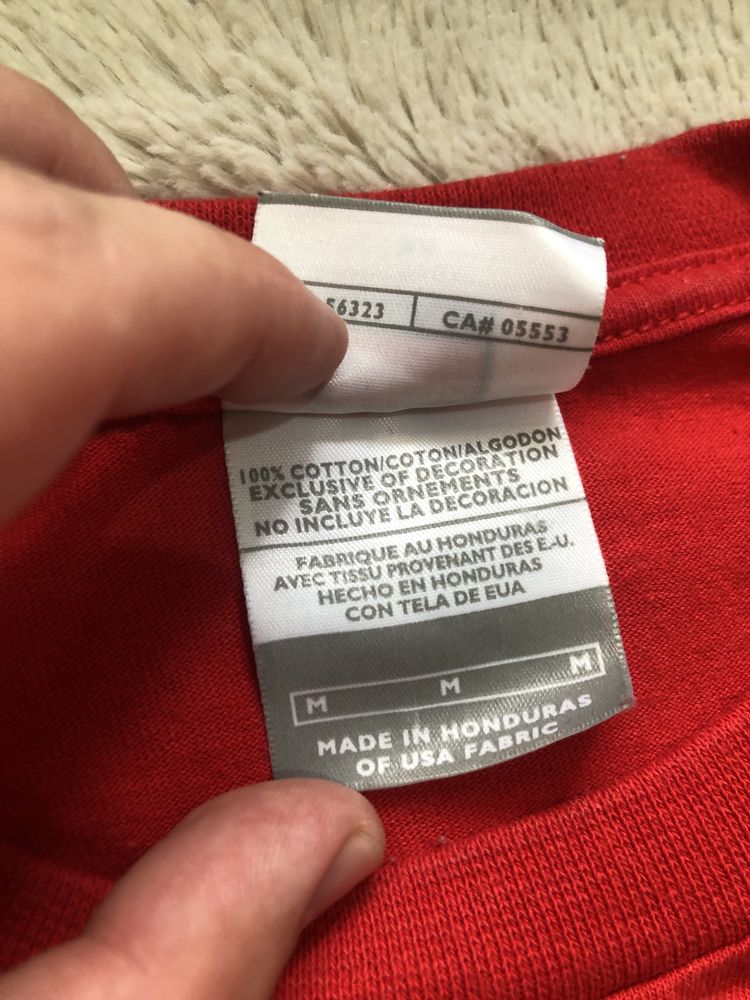 56323 CA# 05553
100% COTTON/COTON/ALGODON
EXCLUSIVE OF DECORATION
SANS ORNEMENTS
NO INCLUYE LA DECORACION
FABRIQUE AU HONDURAS
AVEC TISSU PROVENANT DES E.-U.
HECHO EN HONDURAS
CON TELA DE EUA
M M M
MADE IN HONDURAS
OF USA FABRIC